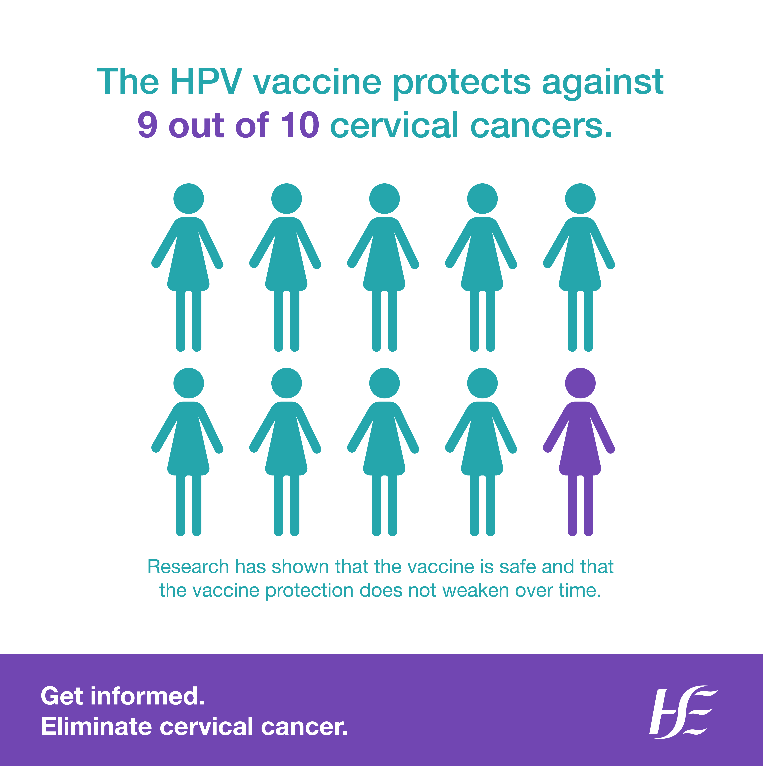 The HPV vaccine protects against
9 out of 10 cervical cancers.
Research has shown that the vaccine is safe and that
the vaccine protection does not weaken over time.
Get informed.
Eliminate cervical cancer.
HSE